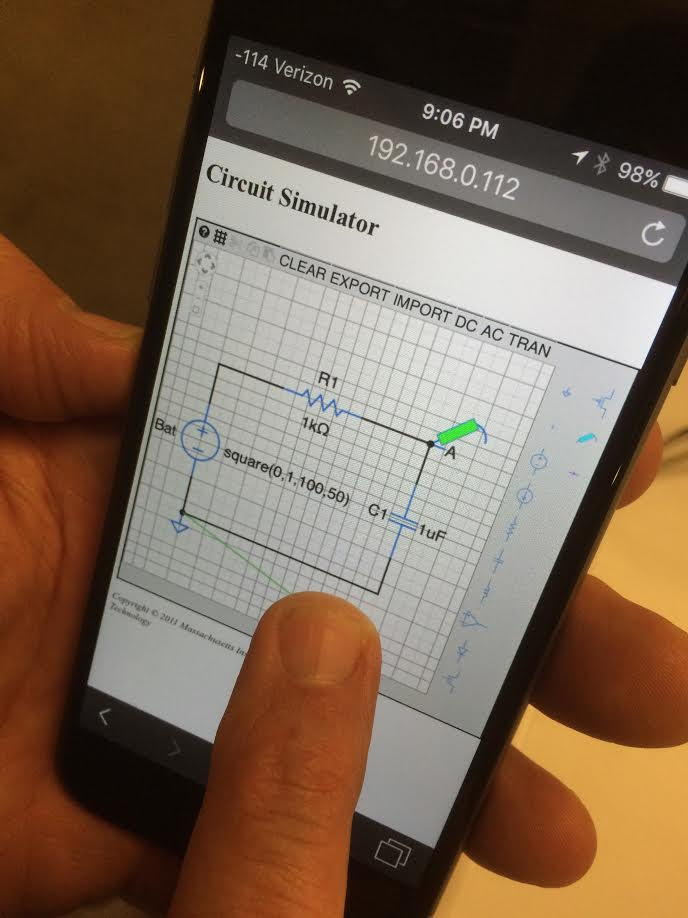 -114 Verizon
9:06 PM
98%
192.168.0.112
Circuit Simulator
CLEAR EXPORT IMPORT DC AC TRAN
R1
1kΩ
A
Bat
square(0,1,100,50)
C1
1uF
Copyright © 2011 Massachusetts
Technology